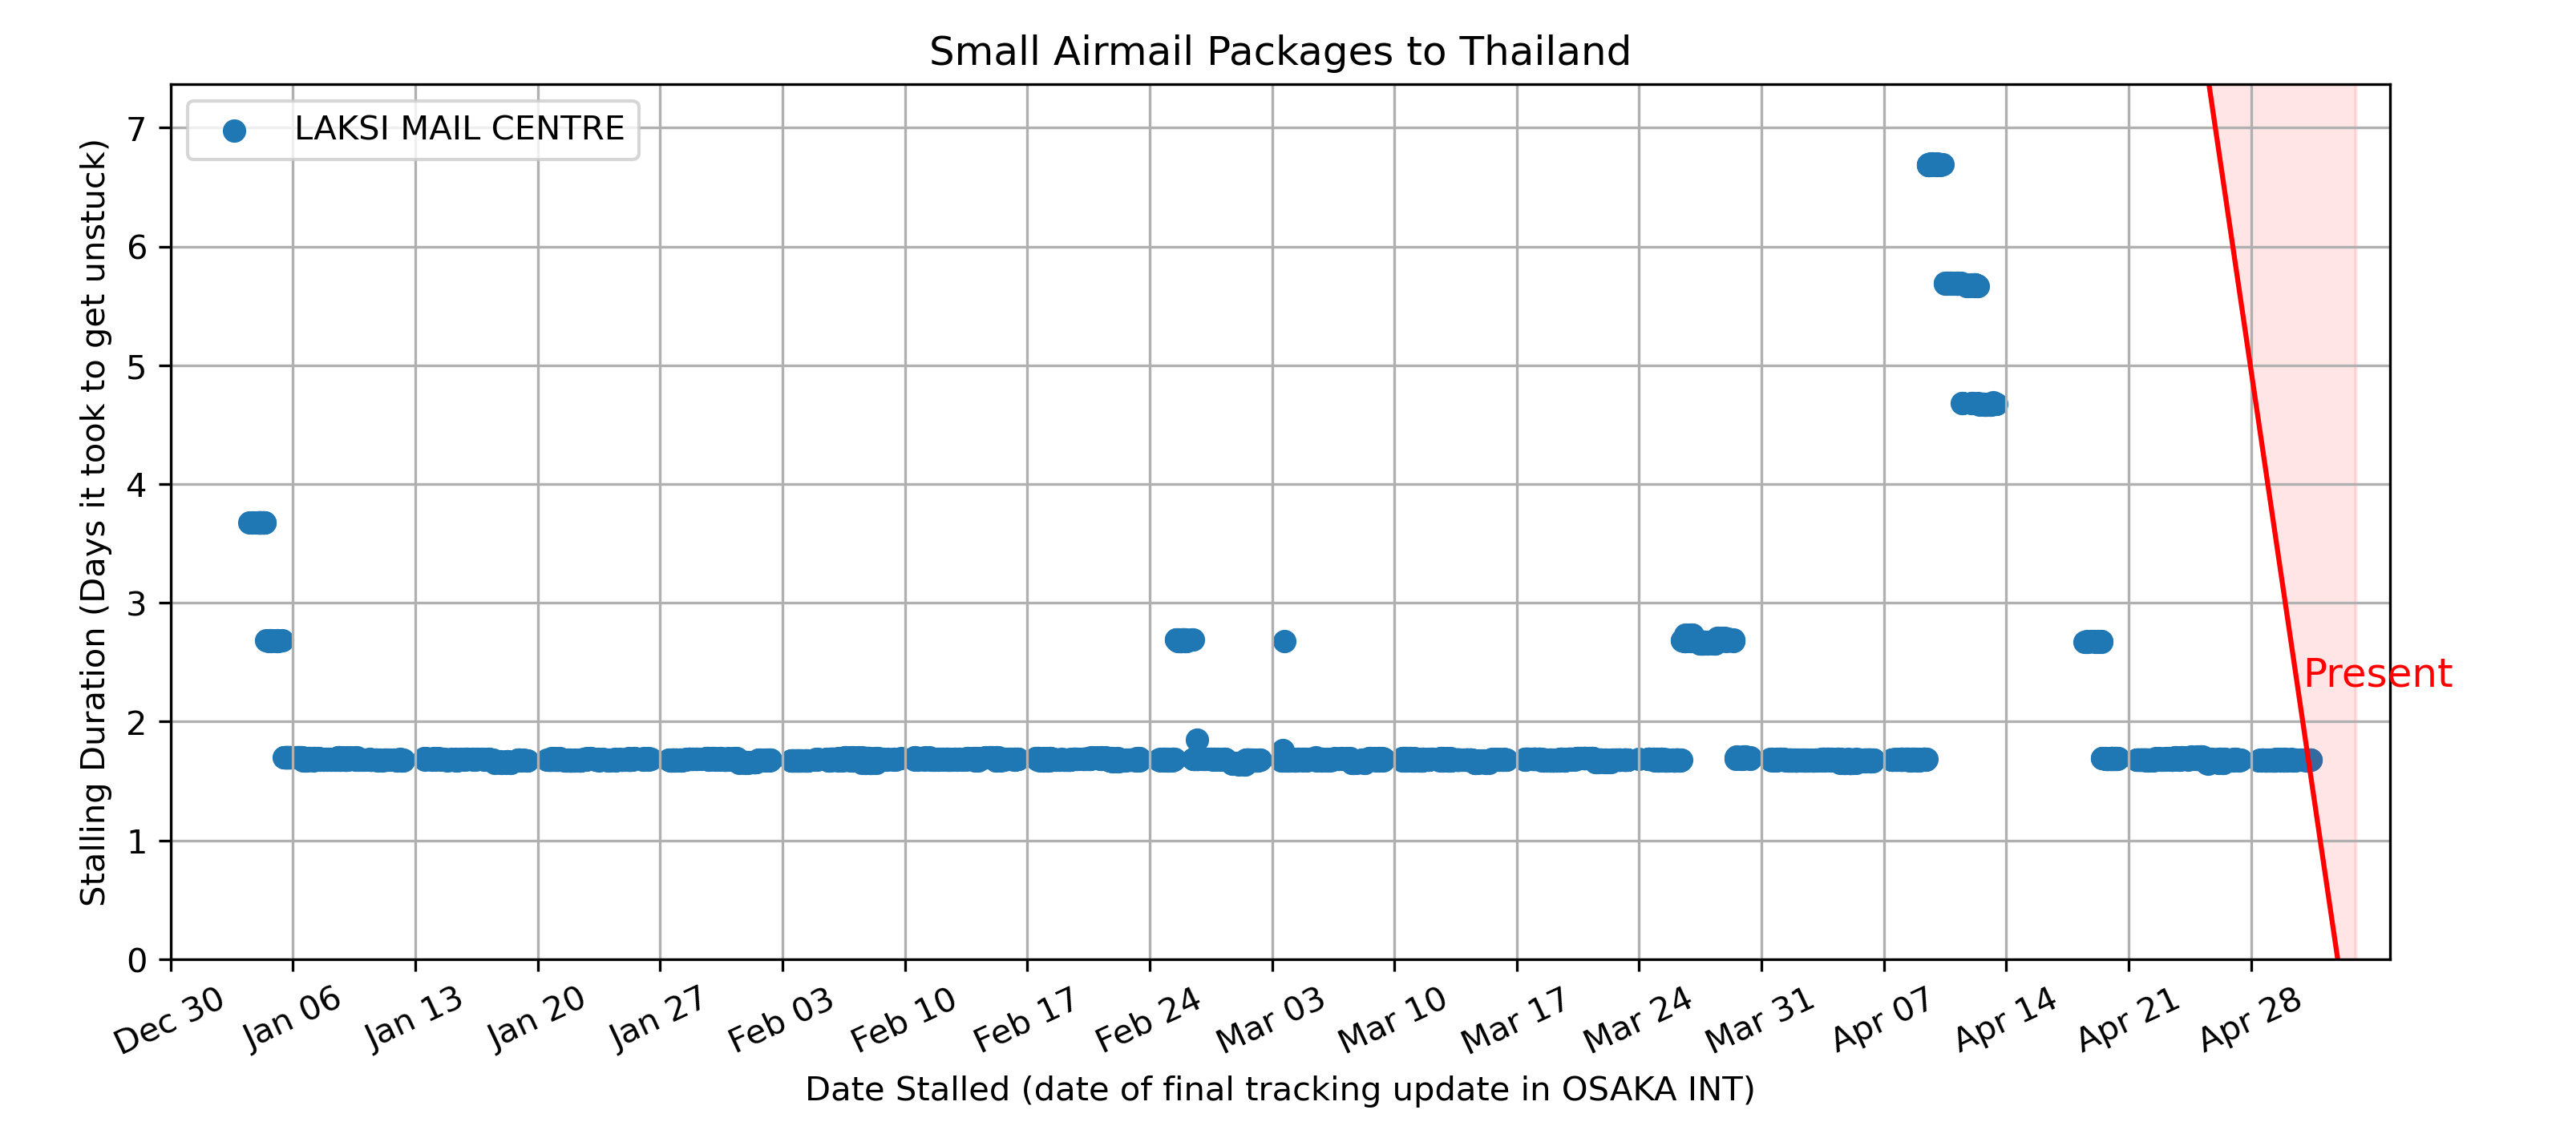 Small Airmail Packages to Thailand
LAKSI MAIL CENTRE
Stalling Duration (Days it took to get unstuck)
7
6
5
4
3
2
1
0
Present
Dec 30
Jan 06
Jan 13
Jan 20
Jan 27
Feb 03
Feb 10
Feb 17
Feb 24
Mar 03
Mar 10
Mar 17
Mar 24
Mar 31
Apr 07
Apr 14
Apr 21
Apr 28
Date Stalled (date of final tracking update in OSAKA INT)